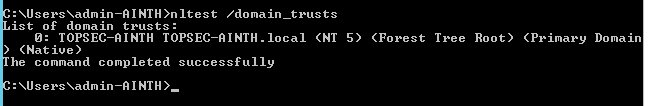 C:\Users\admin-AINTH>nltest /domain_trusts
List of domain trusts:
    0: TOPSEC-AINTH TOPSEC-AINTH.local (NT 5) (Forest Tree Root) (Primary Domain
) (Native)
The command completed successfully
C:\Users\admin-AINTH>_